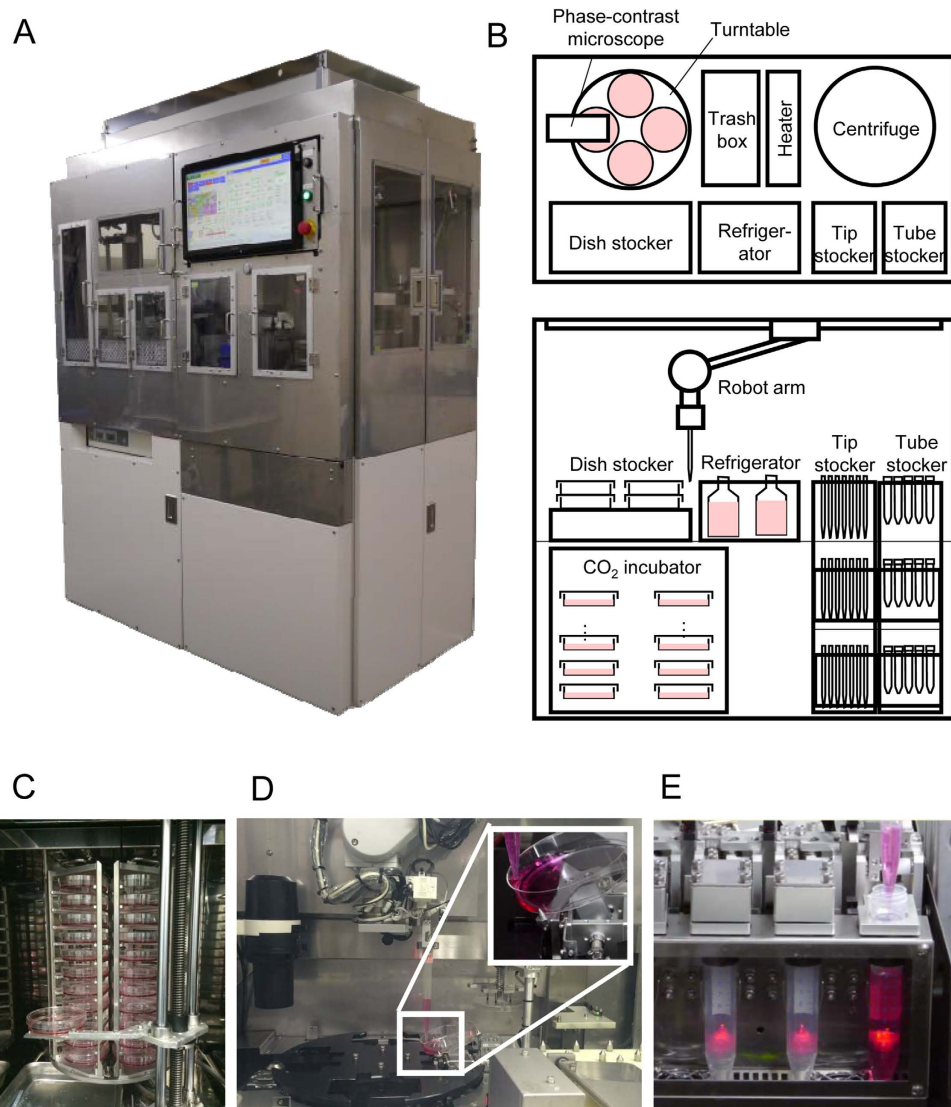 A
B
Phase-contrast
microscope
Turntable
Trash
box
Heater
Centrifuge
Dish stocker
Refriger-
ator
Tip
stocker
Tube
stocker
Robot arm
Dish stocker
Refrigerator
Tip
stocker
Tube
stocker
CO₂ incubator
C
D
E